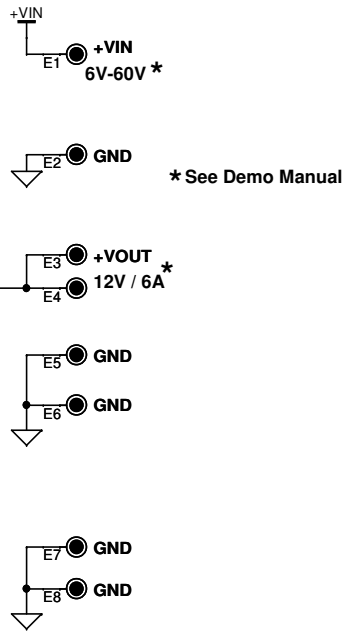 +VIN
E1
+VIN
6V-60V *
E2
GND
* See Demo Manual
E3
+VOUT
E4
12V / 6A*
E5
GND
E6
GND
E7
GND
E8
GND